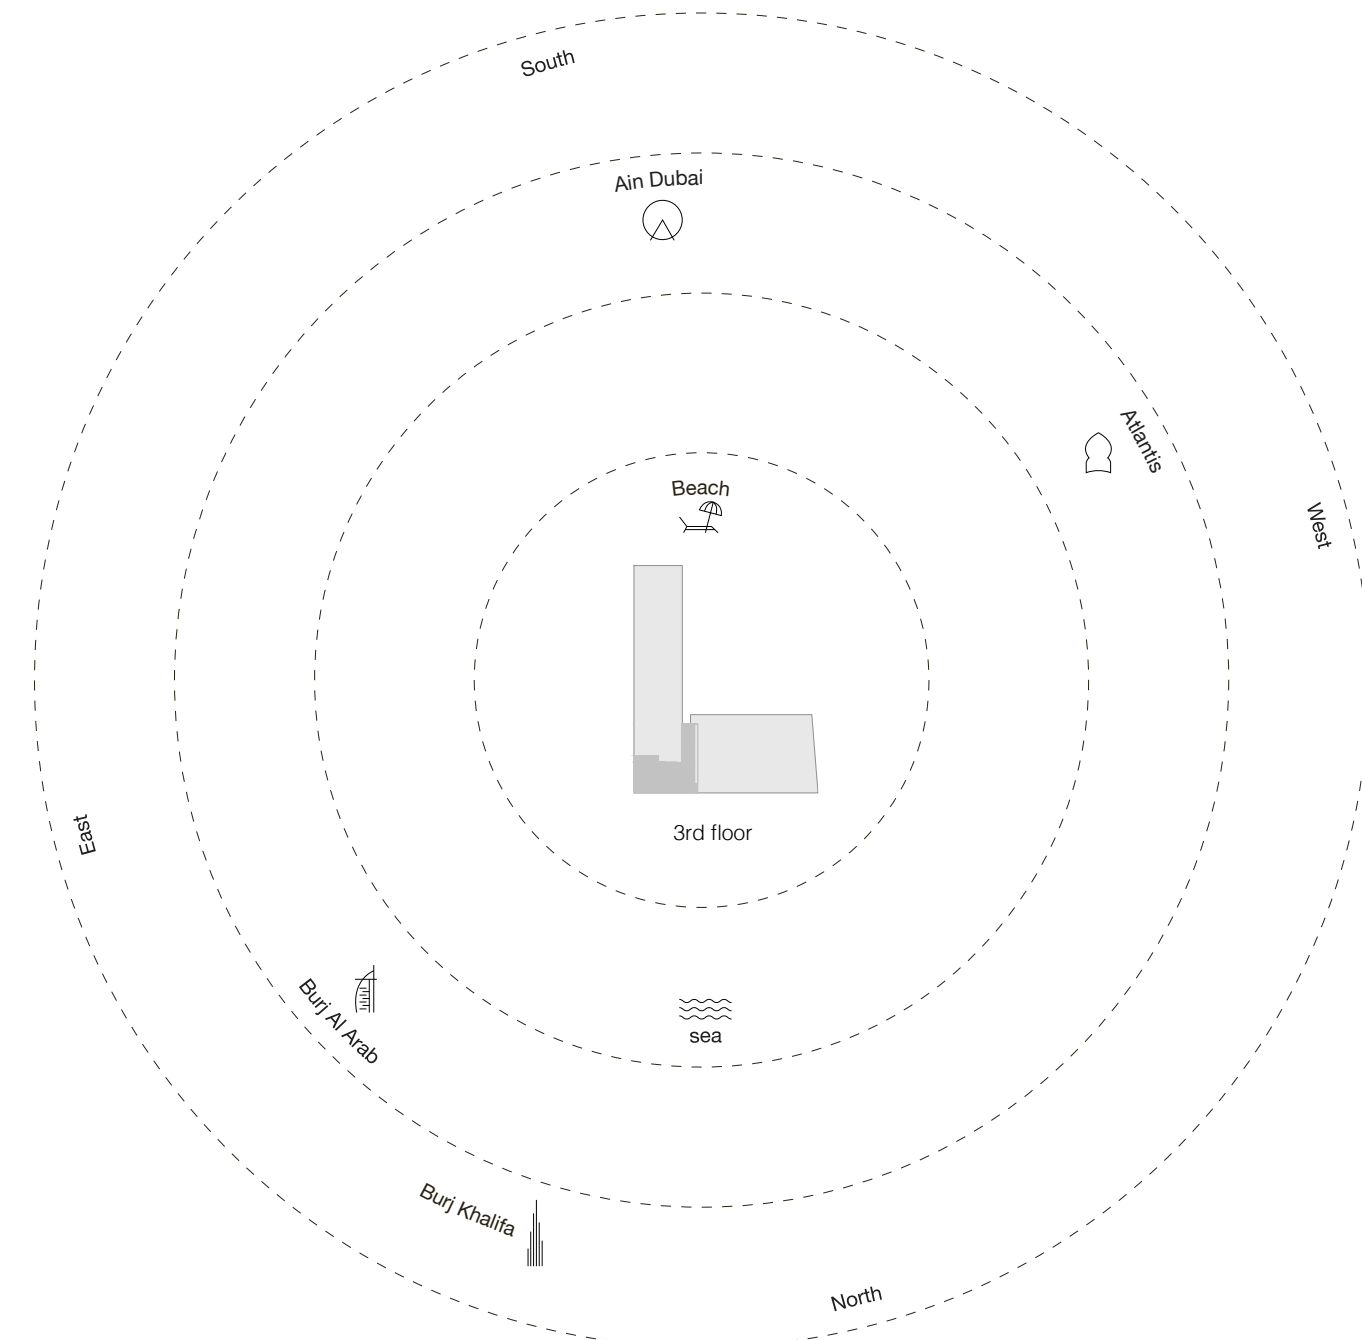 South
Ain Dubai
Atlantis
Beach
West
East
3rd floor
Burj Al Arab
sea
Burj Khalifa
North